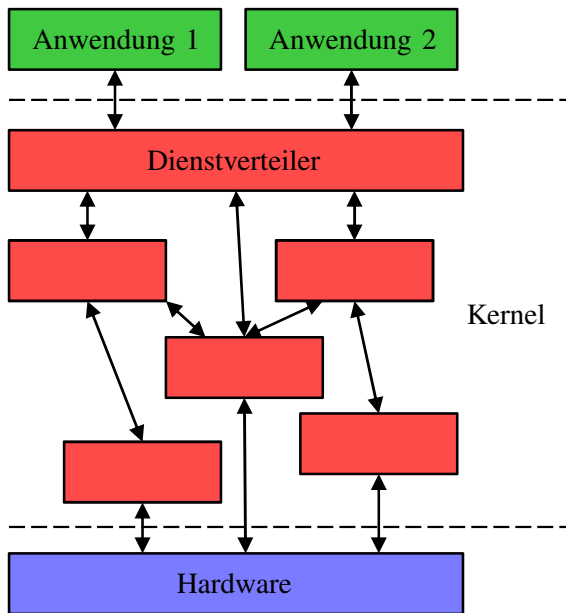 Anwendung 1
Anwendung 2
Dienstverteiler
Kernel
Hardware